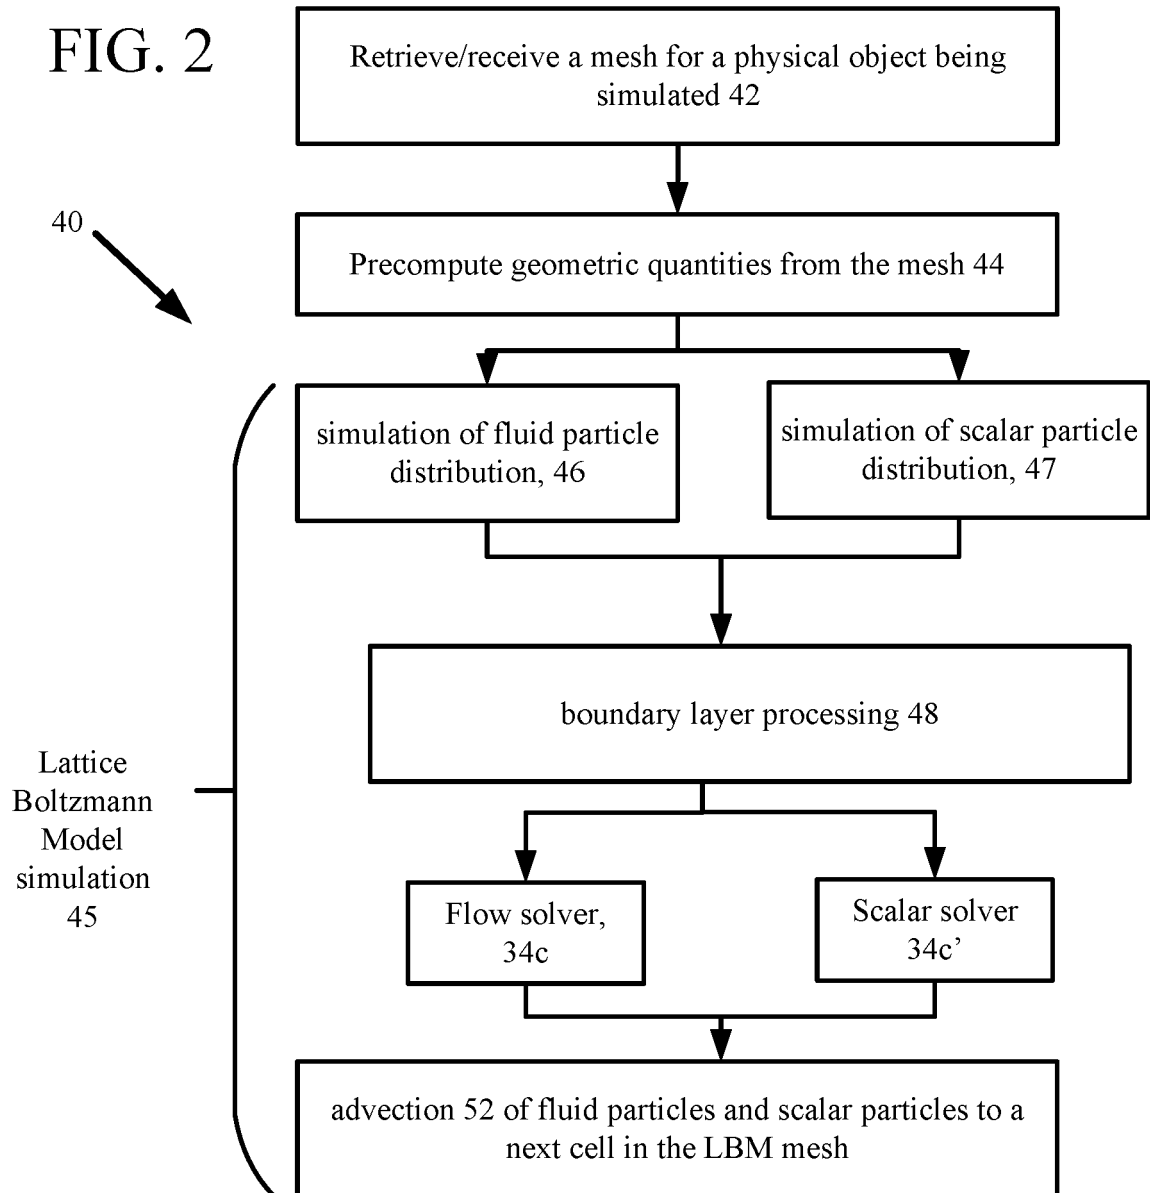 FIG. 2
Retrieve/receive a mesh for a physical object being
simulated 42
40
Precompute geometric quantities from the mesh 44
simulation of fluid particle
distribution, 46
simulation of scalar particle
distribution, 47
boundary layer processing 48
Lattice
Boltzmann
Model
simulation
45
Flow solver,
34c
Scalar solver
34c’
advection 52 of fluid particles and scalar particles to a
next cell in the LBM mesh